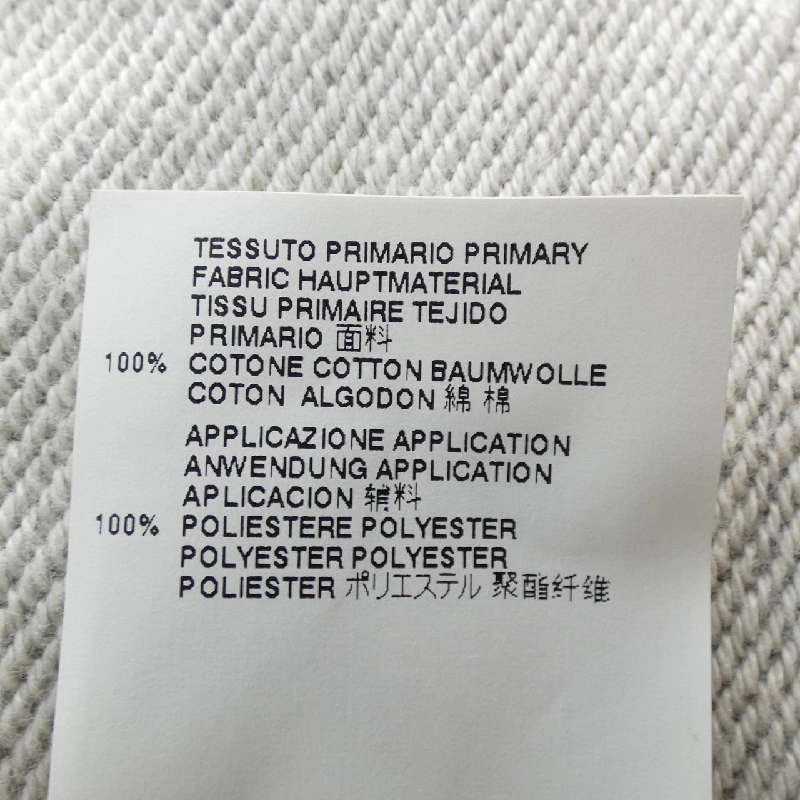 TESSUTO PRIMARIO PRIMARY
FABRIC HAUPTMATERIAL
TISSU PRIMAIRE TEJIDO
PRIMARIO 面料
100% COTONE COTTON BAUMWOLLE
COTON ALGODON 綿 棉
APPLICAZIONE APPLICATION
ANWENDUNG APPLICATION
APLICACION 辅料
100% POLIESTERE POLYESTER
POLYESTER POLYESTER
POLIESTER ポリエステル 聚酯纤维